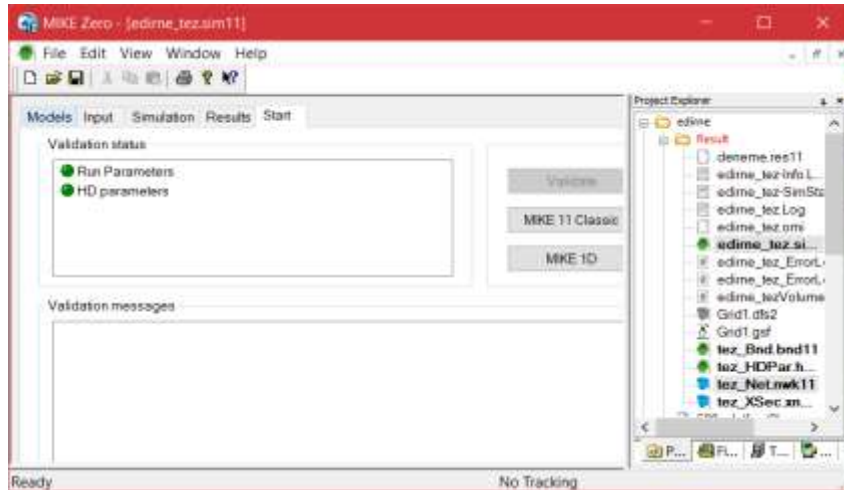 MIKE Zero - [edirne_tez.sim11]
File Edit View Window Help
Models Input Simulation Results Start
Validation status
Run Parameters
HD parameters
Validate
MIKE 11 Classic
MIKE 1D
Validation messages
Project Explorer
edirne
Result
deneme.res11
edirne_tez-Info.L...
edirne_tez-SimSta
edirne_tez.Log
edirne_tez.omi
edirne_tez.si...
edirne_tez_ErrorL
edirne_tez_ErrorL
edirne_tezVolume
Grid1.dfs2
Grid1.gsf
tez_Bnd.bnd11
tez_HDPar.h...
tez_Net.nwk11
tez_XSec.xn...
P... Fi... T...
Ready No Tracking